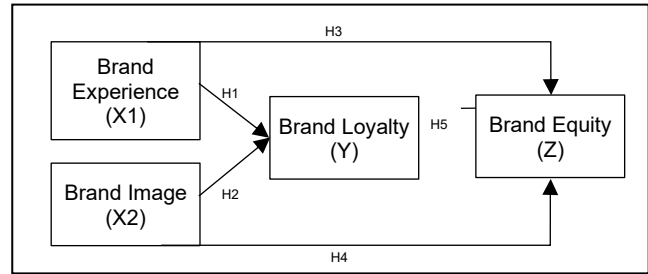 H3
Brand
Experience
(X1)
H1
Brand Loyalty
(Y)
H5
Brand Equity
(Z)
Brand Image
(X2)
H2
H4